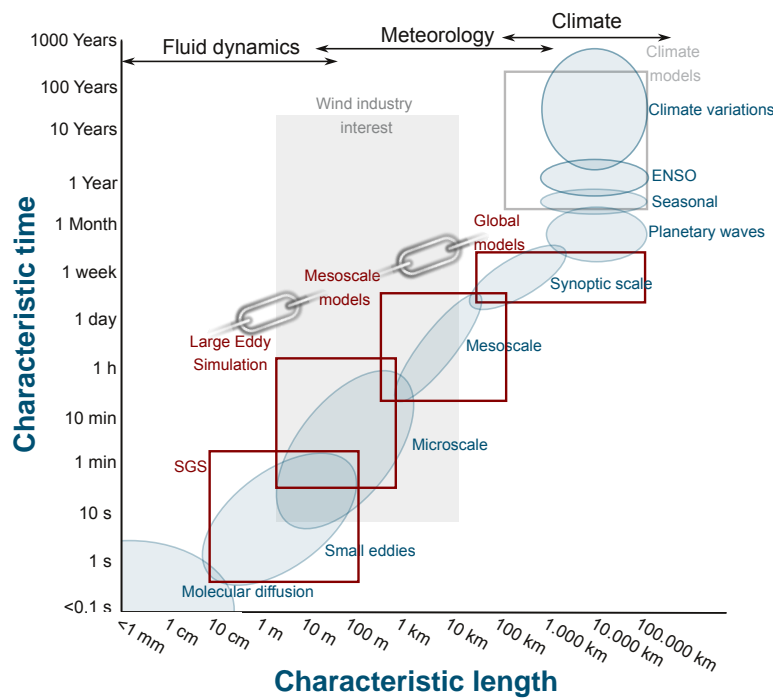 Climate
Fluid dynamics
Meteorology
1000 Years
100 Years
10 Years
1 Year
1 Month
1 week
1 day
1 h
10 min
1 min
10 s
1 s
<0.1 s
Characteristic time
Climate
models
Wind industry
interest
Climate variations
ENSO
Seasonal
Planetary waves
Global
models
Synoptic scale
Mesoscale
models
Mesoscale
Large Eddy
Simulation
Microscale
SGS
Small eddies
Molecular diffusion
<1 mm
1 cm
10 cm
1 m
10 m
100 m
1 km
10 km
100 km
1.000 km
10.000 km
100.000 km
Characteristic length